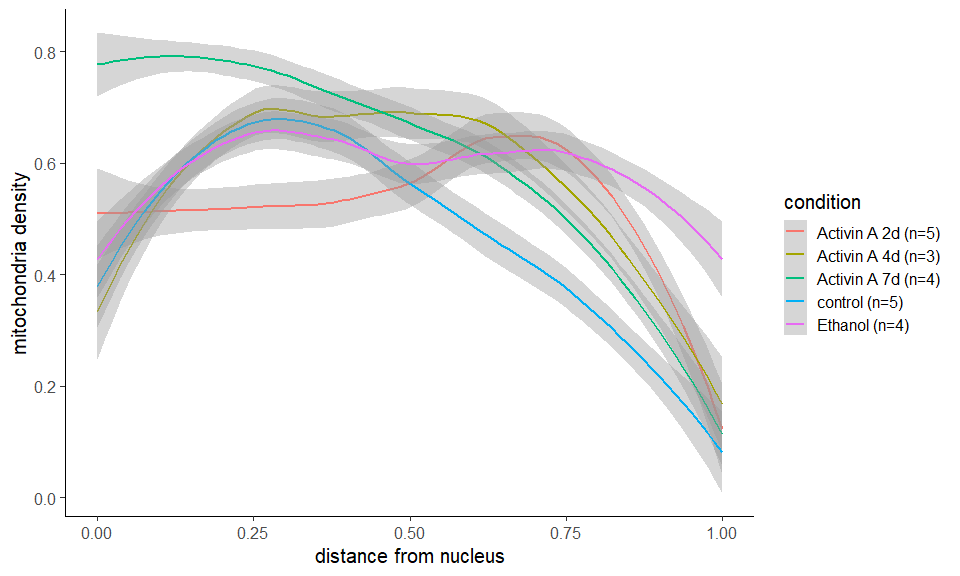 mitochondria density
0.8
0.6
0.4
0.2
0.0
0.00 0.25 0.50 0.75 1.00
distance from nucleus
condition
Activin A 2d (n=5)
Activin A 4d (n=3)
Activin A 7d (n=4)
control (n=5)
Ethanol (n=4)